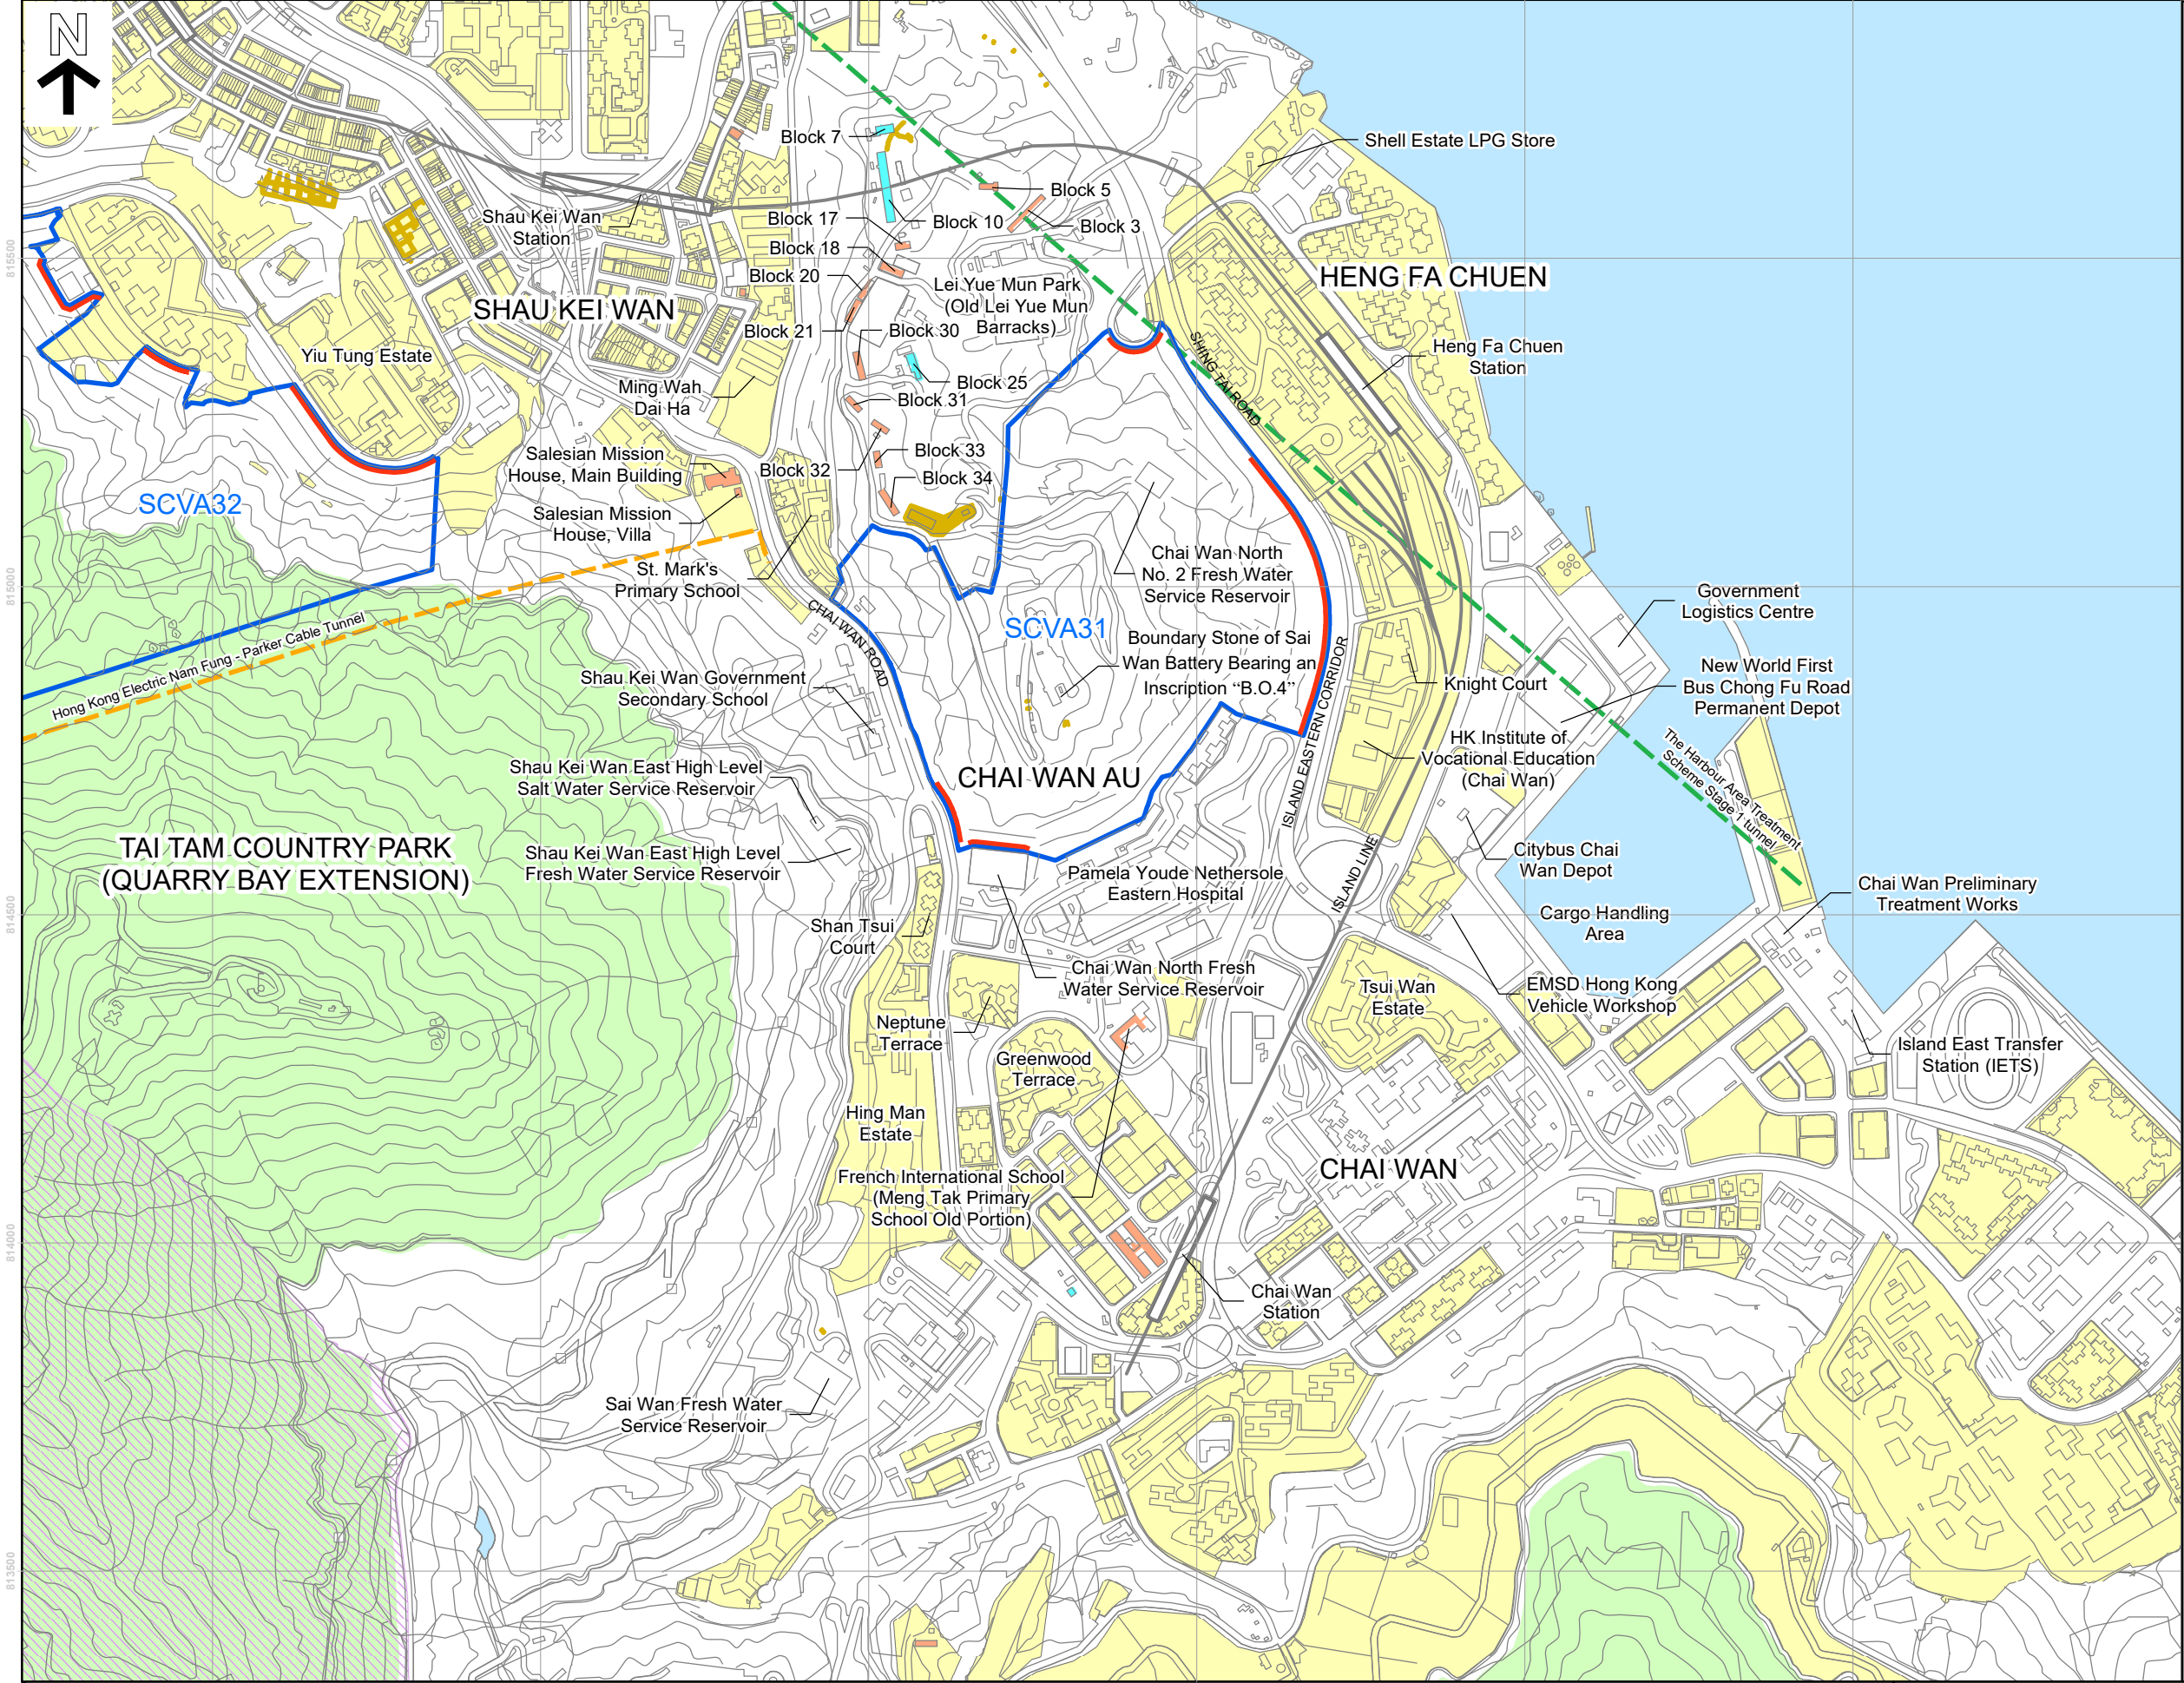 N
Block 7
Shell Estate LPG Store
Block 5
Block 17
Block 10
Block 3
Shau Kei Wan
Station
Block 18
Block 20
Lei Yue Mun Park
(Old Lei Yue Mun
Barracks)
HENG FA CHUEN
815500
SHAU KEI WAN
Block 21
Block 30
SHING TAI ROAD
Heng Fa Chuen
Station
Yiu Tung Estate
Ming Wah
Dai Ha
Block 25
Block 31
Salesian Mission
House, Main Building
Block 32
Block 33
Block 34
SCVA32
Salesian Mission
House, Villa
St. Mark's
Primary School
Chai Wan North
No. 2 Fresh Water
Service Reservoir
815000
Government
Logistics Centre
CHAI WAN ROAD
SCVA31
Hong Kong Electric Nam Fung - Parker Cable Tunnel
Boundary Stone of Sai
Wan Battery Bearing an
Inscription “B.O.4”
Shau Kei Wan Government
Secondary School
ISLAND EASTERN CORRIDOR
Knight Court
New World First
Bus Chong Fu Road
Permanent Depot
HK Institute of
Vocational Education
(Chai Wan)
The Harbour Area Treatment
Scheme Stage 1 tunnel
Shau Kei Wan East High Level
Salt Water Service Reservoir
CHAI WAN AU
TAI TAM COUNTRY PARK
(QUARRY BAY EXTENSION)
Shau Kei Wan East High Level
Fresh Water Service Reservoir
Pamela Youde Nethersole
Eastern Hospital
ISLAND LINE
Citybus Chai
Wan Depot
Chai Wan Preliminary
Treatment Works
814500
Cargo Handling
Area
Shan Tsui
Court
Chai Wan North Fresh
Water Service Reservoir
Tsui Wan
Estate
EMSD Hong Kong
Vehicle Workshop
Neptune
Terrace
Greenwood
Terrace
Island East Transfer
Station (IETS)
Hing Man
Estate
French International School
(Meng Tak Primary
School Old Portion)
CHAI WAN
814000
Chai Wan
Station
Sai Wan Fresh Water
Service Reservoir
813500